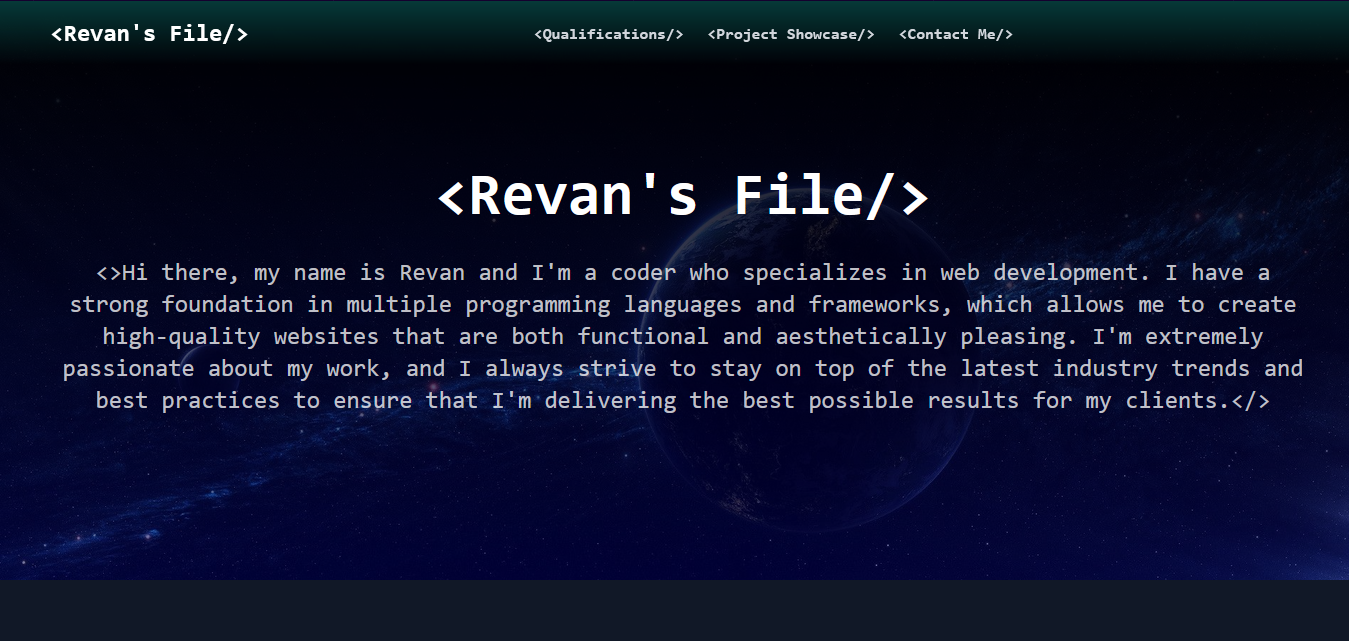 <Revan's File/>
<Qualifications/> <Project Showcase/> <Contact Me/>
<Revan's File/>
<>Hi there, my name is Revan and I'm a coder who specializes in web development. I have a
strong foundation in multiple programming languages and frameworks, which allows me to create
high-quality websites that are both functional and aesthetically pleasing. I'm extremely
passionate about my work, and I always strive to stay on top of the latest industry trends and
best practices to ensure that I'm delivering the best possible results for my clients.</>